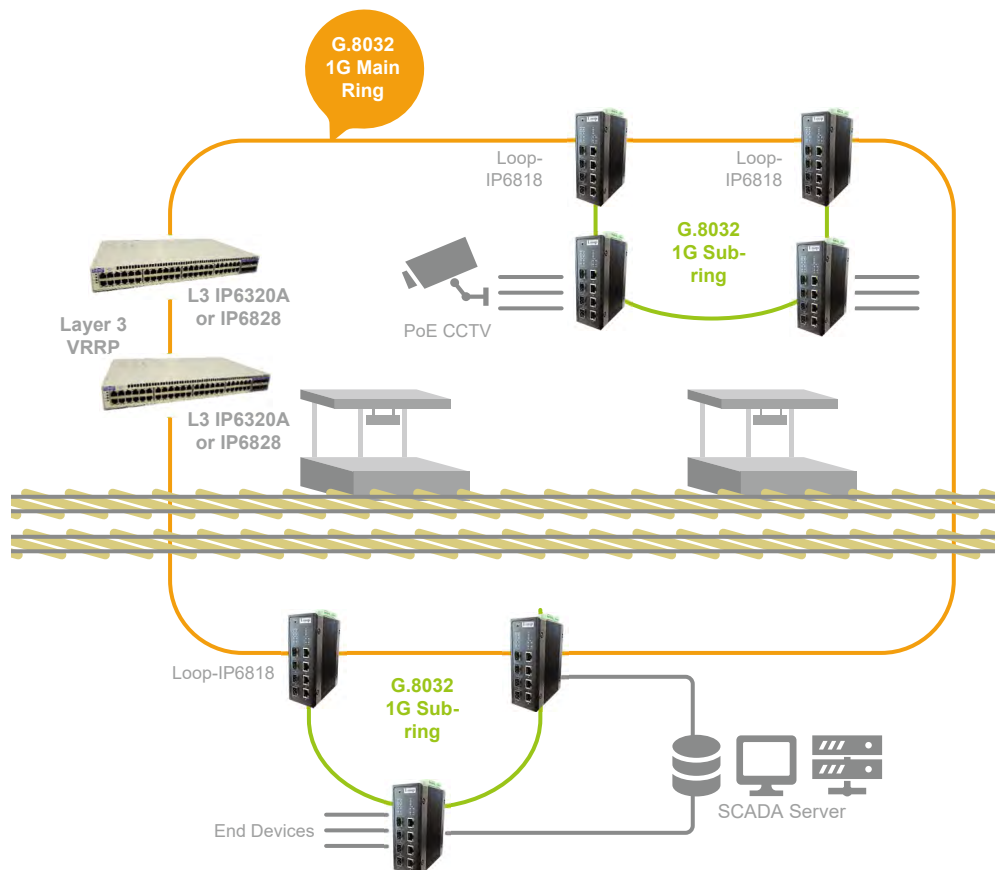 G.8032
1G Main
Ring
Loop-
IP6818
Loop-
IP6818
G.8032
1G Sub-
ring
L3 IP6320A
or IP6828
PoE CCTV
Layer 3
VRRP
L3 IP6320A
or IP6828
Loop-IP6818
G.8032
1G Sub-
ring
SCADA Server
End Devices